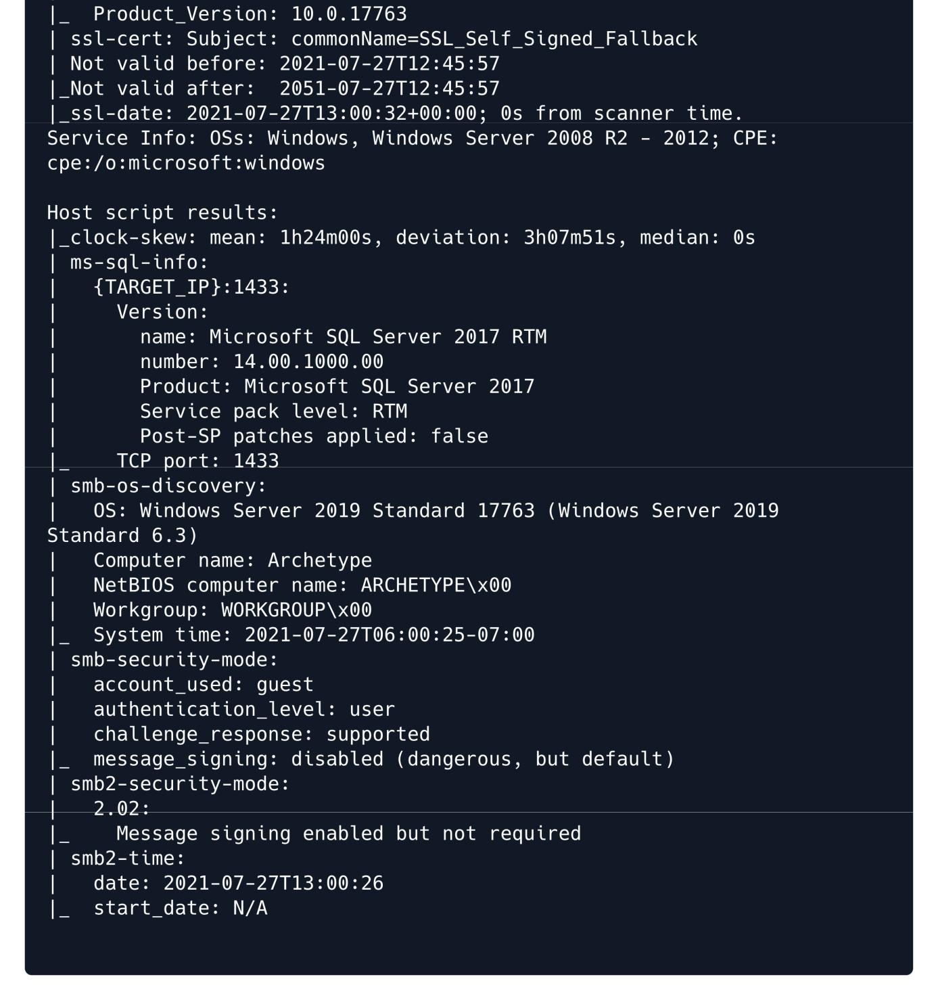 |_  Product_Version: 10.0.17763
| ssl-cert: Subject: commonName=SSL_Self_Signed_Fallback
| Not valid before: 2021-07-27T12:45:57
|_Not valid after:  2051-07-27T12:45:57
|_ssl-date: 2021-07-27T13:00:32+00:00; 0s from scanner time.
Service Info: OSs: Windows, Windows Server 2008 R2 - 2012; CPE:
cpe:/o:microsoft:windows

Host script results:
|_clock-skew: mean: 1h24m00s, deviation: 3h07m51s, median: 0s
| ms-sql-info:
|   {TARGET_IP}:1433:
|     Version:
|       name: Microsoft SQL Server 2017 RTM
|       number: 14.00.1000.00
|       Product: Microsoft SQL Server 2017
|       Service pack level: RTM
|       Post-SP patches applied: false
|_    TCP port: 1433
| smb-os-discovery:
|   OS: Windows Server 2019 Standard 17763 (Windows Server 2019
Standard 6.3)
|   Computer name: Archetype
|   NetBIOS computer name: ARCHETYPE\x00
|   Workgroup: WORKGROUP\x00
|_  System time: 2021-07-27T06:00:25-07:00
| smb-security-mode:
|   account_used: guest
|   authentication_level: user
|   challenge_response: supported
|_  message_signing: disabled (dangerous, but default)
| smb2-security-mode:
|   2.02:
|_    Message signing enabled but not required
| smb2-time:
|   date: 2021-07-27T13:00:26
|_  start_date: N/A